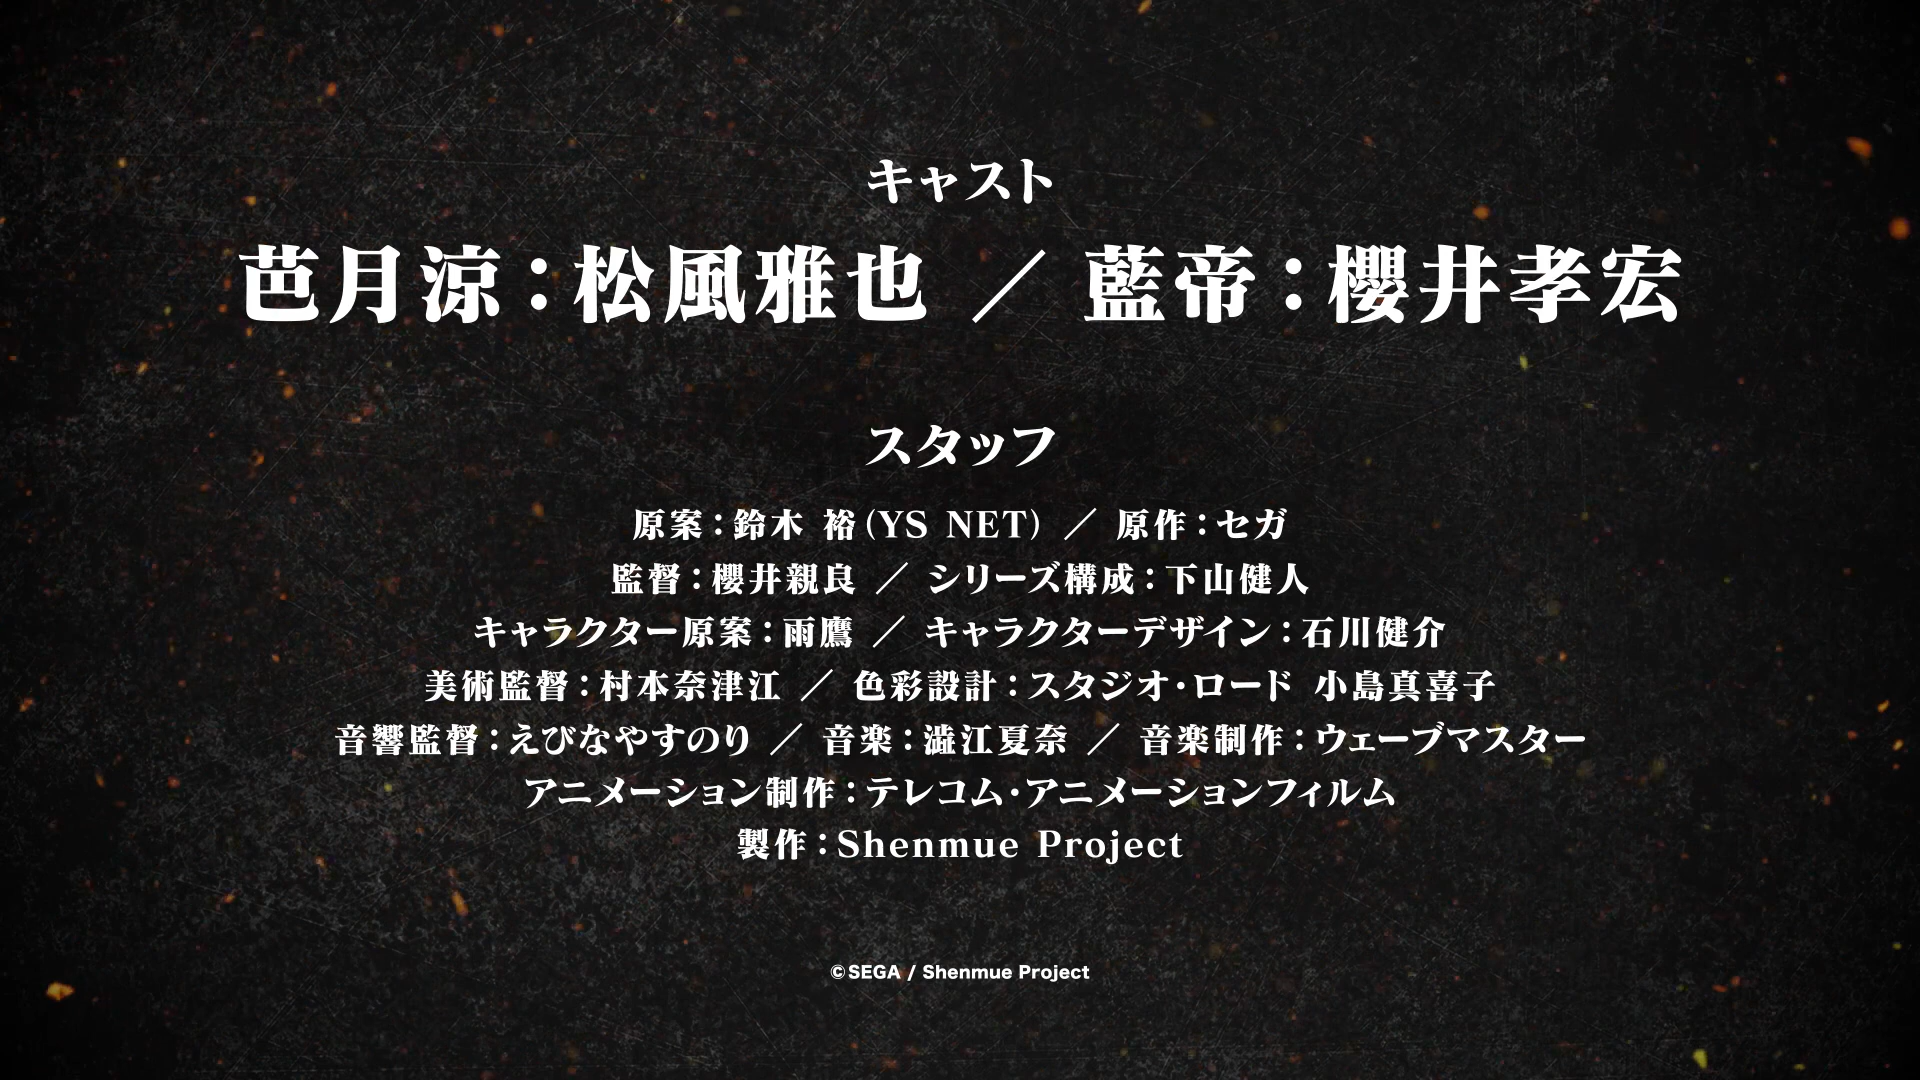 キャスト
芭月涼：松風雅也 ／ 藍帝：櫻井孝宏
スタッフ
原案：鈴木 裕(YS NET) ／ 原作：セガ
監督：櫻井親良 ／ シリーズ構成：下山健人
キャラクター原案：雨鷹 ／ キャラクターデザイン：石川健介
美術監督：村本奈津江 ／ 色彩設計：スタジオ・ロード 小島真喜子
音響監督：えびなやすのり ／ 音楽：澁江夏奈 ／ 音楽制作：ウェーブマスター
アニメーション制作：テレコム・アニメーションフィルム
製作：Shenmue Project
©SEGA / Shenmue Project